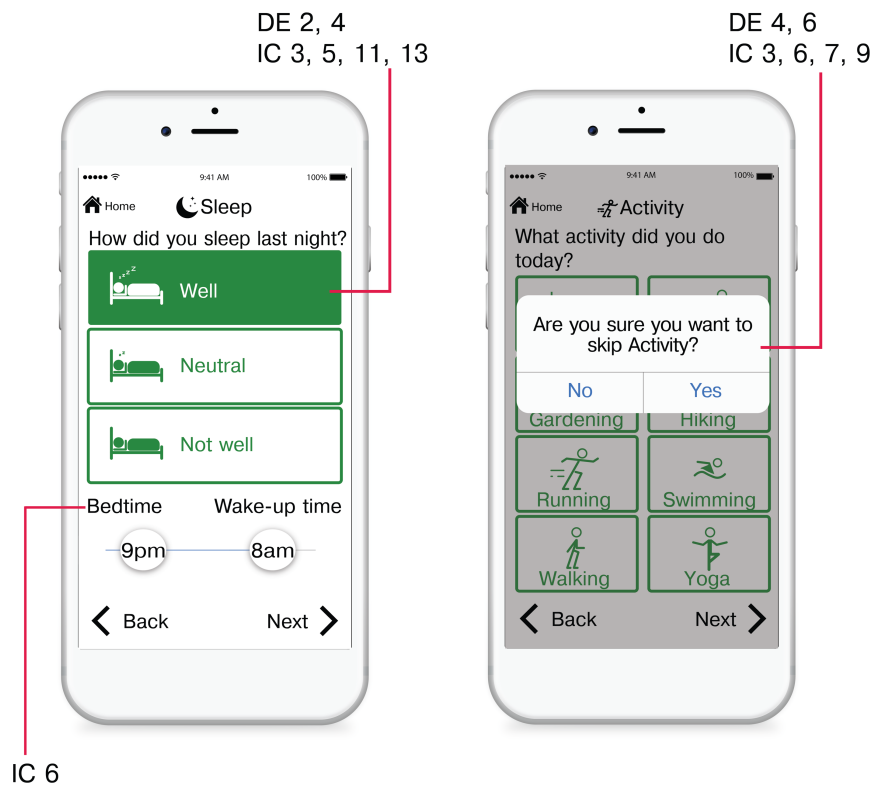 DE 2, 4
IC 3, 5, 11, 13
9:41 AM
100%
Home
Sleep
How did you sleep last night?
z z z
Well
z z
Neutral
Not well
Bedtime
Wake-up time
9pm
8am
Back
Next
IC 6
DE 4, 6
IC 3, 6, 7, 9
9:41 AM
100%
Home
Activity
What activity did you do
today?
Are you sure you want to
skip Activity?
No
Yes
Gardening
Hiking
Running
Swimming
Walking
Yoga
Back
Next